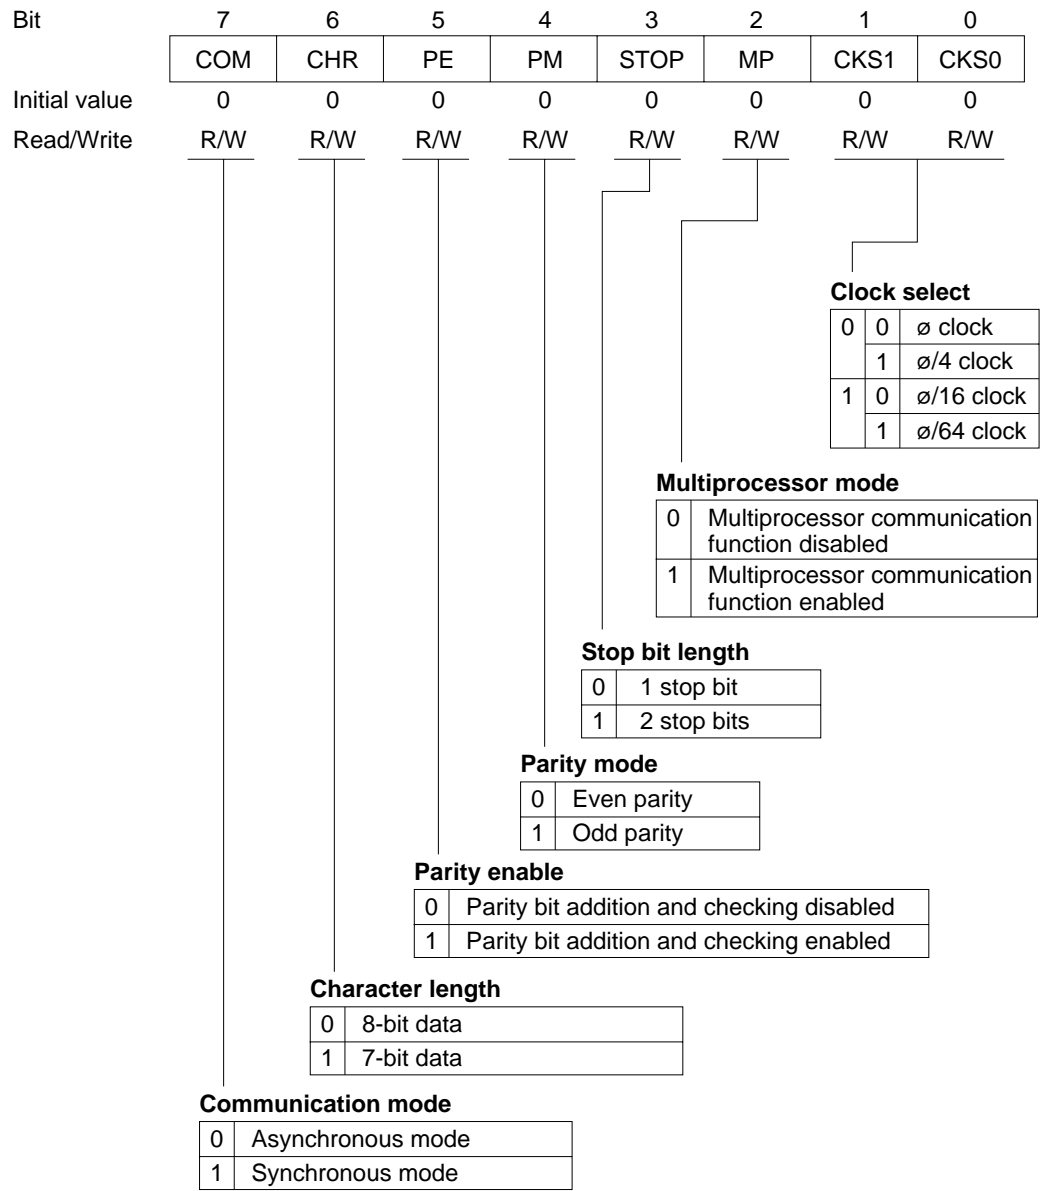 Bit 7 6 5 4 3 2 1 0
COM CHR PE PM STOP MP CKS1 CKS0
Initial value 0 0 0 0 0 0 0 0
Read/Write R/W R/W R/W R/W R/W R/W R/W R/W
Clock select
0 0 ø clock
1 ø/4 clock
1 0 ø/16 clock
1 ø/64 clock
Multiprocessor mode
0 Multiprocessor communication
function disabled
1 Multiprocessor communication
function enabled
Stop bit length
0 1 stop bit
1 2 stop bits
Parity mode
0 Even parity
1 Odd parity
Parity enable
0 Parity bit addition and checking disabled
1 Parity bit addition and checking enabled
Character length
0 8-bit data
1 7-bit data
Communication mode
0 Asynchronous mode
1 Synchronous mode